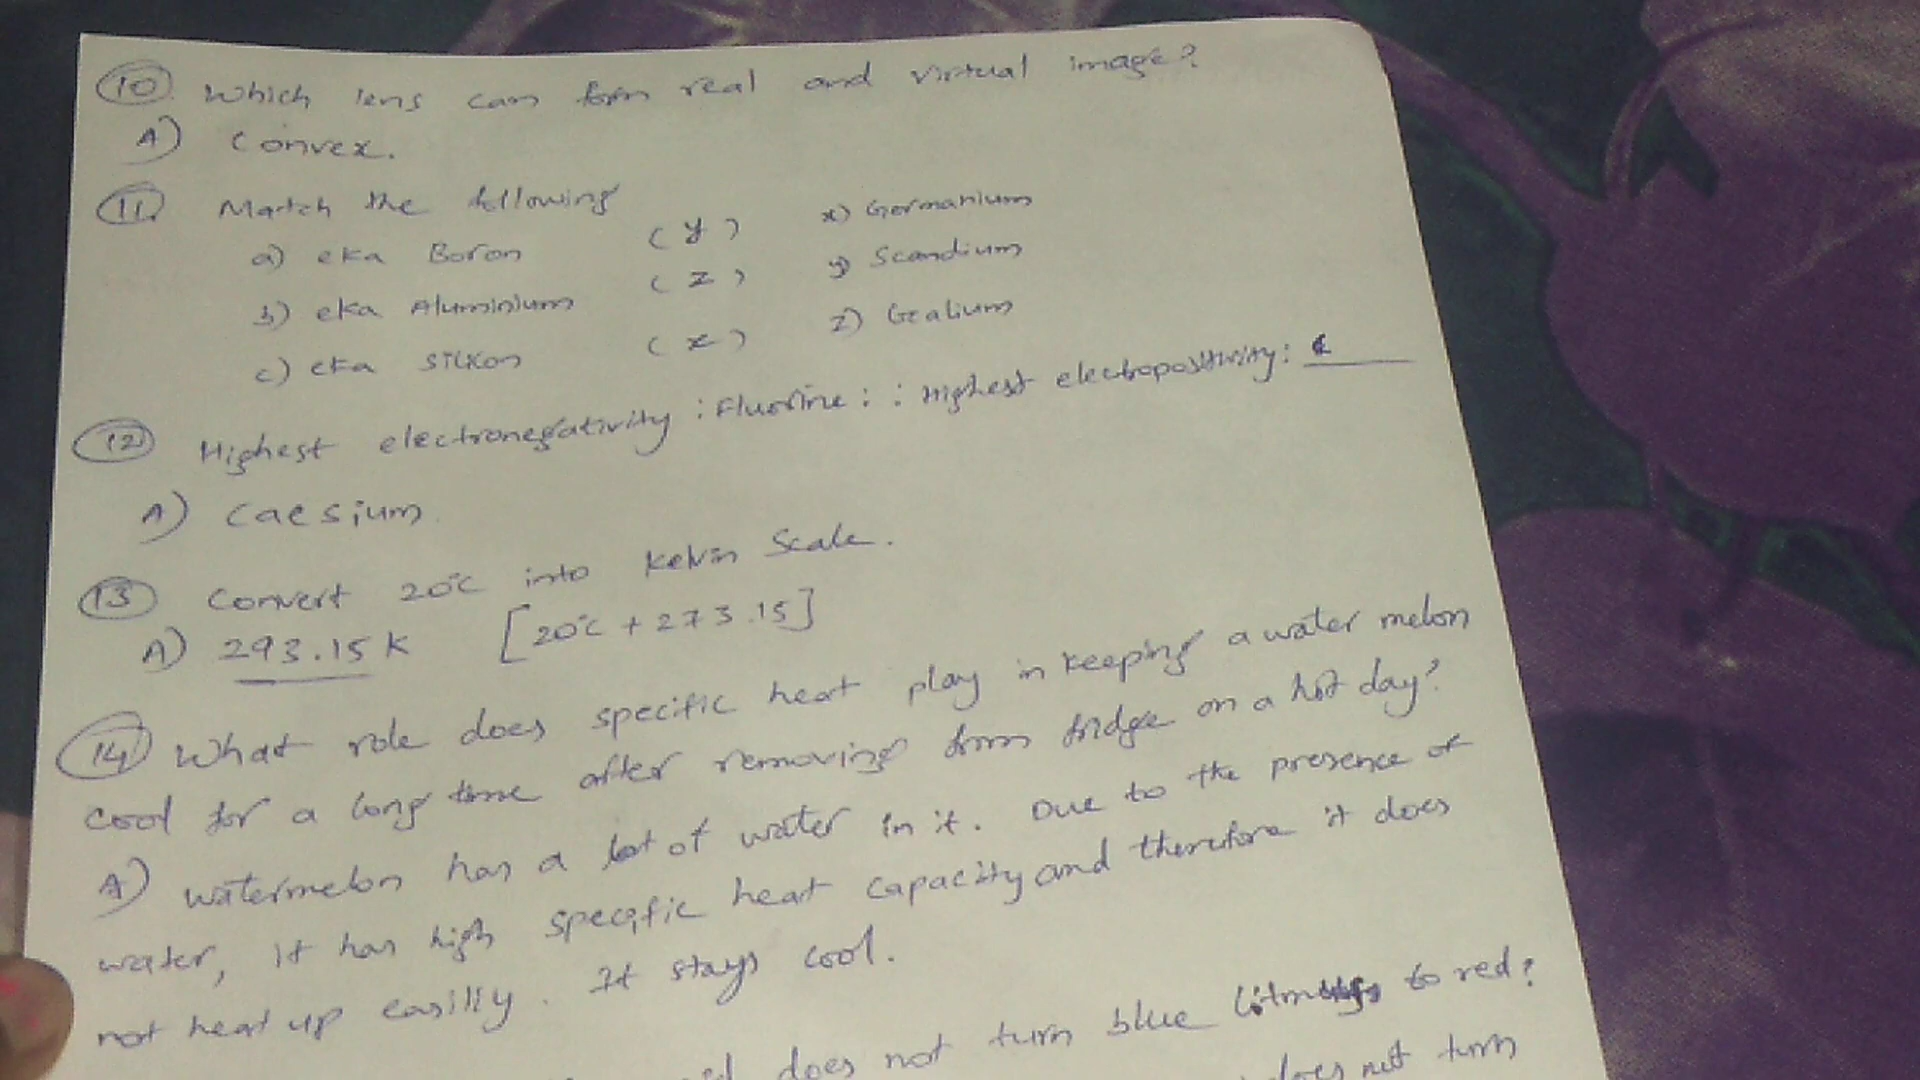 10 Which lens can form real and virtual image?
A) Convex.
11. Match the following
a) eka Boron (y) x) Germanium
b) eka Aluminium (z) y) Scandium
c) eka silicon (x) z) Gealium
12 Highest electronegativity : Fluorine : : Highest electropositivity :
A) Caesium.
13 Convert 20°C into Kelvin Scale.
A) 293.15 K [20°C + 273.15]
14 What role does specific heat play in keeping a water melon
cool for a long time after removing from fridge on a hot day?
A) Watermelon has a lot of water in it. Due to the presence of
water, it has high specific heat capacity and therefore it does
not heat up easilly. It stays cool.
does not turn blue litmus to red?
does not turn